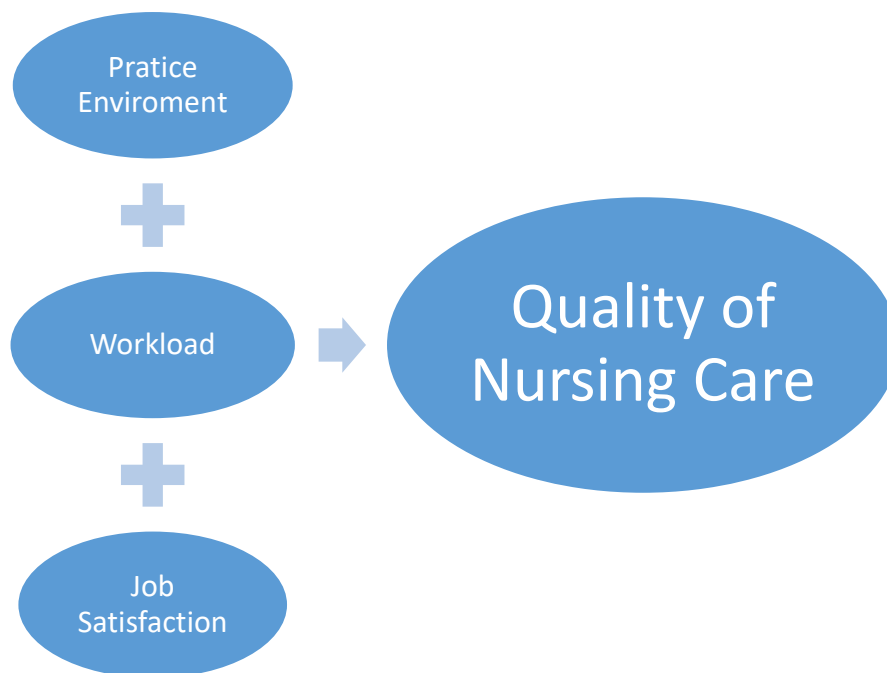 Pratice
Enviroment
Workload
Quality of
Nursing Care
Job
Satisfaction